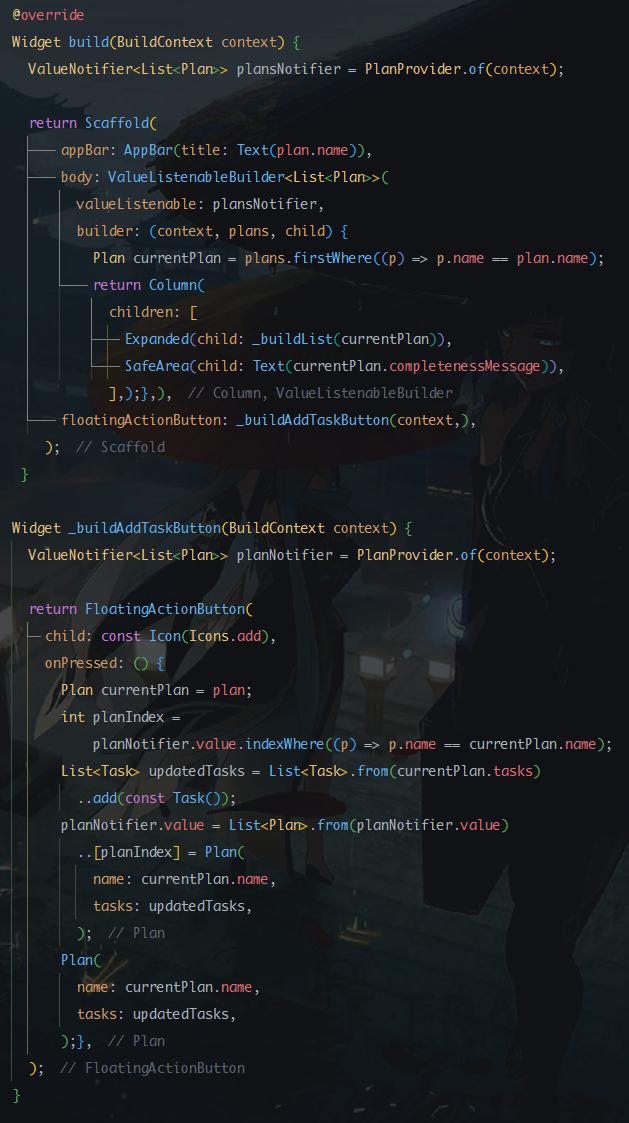 @override
Widget build(BuildContext context) {
  ValueNotifier<List<Plan>> plansNotifier = PlanProvider.of(context);

  return Scaffold(
      appBar: AppBar(title: Text(plan.name)),
      body: ValueListenableBuilder<List<Plan>>(
        valueListenable: plansNotifier,
        builder: (context, plans, child) {
          Plan currentPlan = plans.firstWhere((p) => p.name == plan.name);
          return Column(
            children: [
              Expanded(child: _buildList(currentPlan)),
              SafeArea(child: Text(currentPlan.completenessMessage)),
            ],);},),  // Column, ValueListenableBuilder
      floatingActionButton: _buildAddTaskButton(context,),
    );  // Scaffold
 }

Widget _buildAddTaskButton(BuildContext context) {
  ValueNotifier<List<Plan>> planNotifier = PlanProvider.of(context);

  return FloatingActionButton(
    child: const Icon(Icons.add),
    onPressed: () {
      Plan currentPlan = plan;
      int planIndex =
          planNotifier.value.indexWhere((p) => p.name == currentPlan.name);
      List<Task> updatedTasks = List<Task>.from(currentPlan.tasks)
        ..add(const Task());
      planNotifier.value = List<Plan>.from(planNotifier.value)
        ..[planIndex] = Plan(
          name: currentPlan.name,
          tasks: updatedTasks,
        );  // Plan
      Plan(
        name: currentPlan.name,
        tasks: updatedTasks,
      );},  // Plan
  );  // FloatingActionButton
}